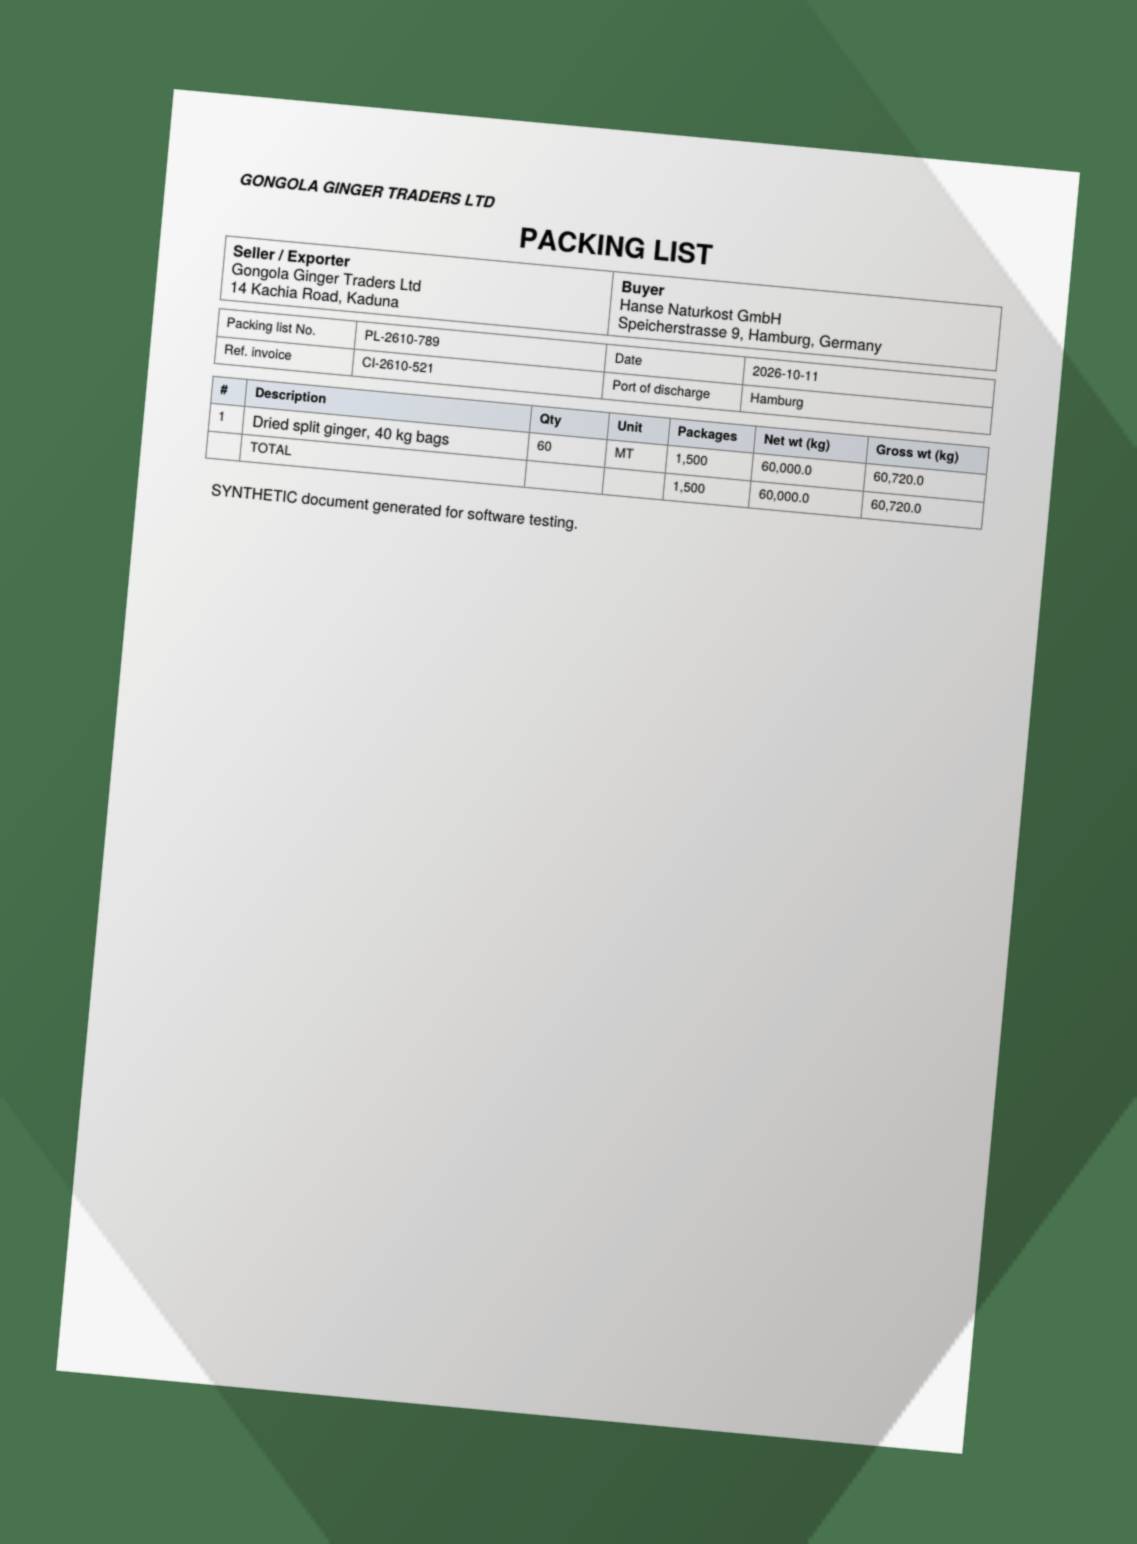 GONGOLA GINGER TRADERS LTD
PACKING LIST
Seller / Exporter
Gongola Ginger Traders Ltd
14 Kachia Road, Kaduna
Buyer
Hanse Naturkost GmbH
Speicherstrasse 9, Hamburg, Germany
Packing list No. PL-2610-789 Date 2026-10-11
Ref. invoice CI-2610-521 Port of discharge Hamburg
# Description Qty Unit Packages Net wt (kg) Gross wt (kg)
1 Dried split ginger, 40 kg bags 60 MT 1,500 60,000.0 60,720.0
TOTAL 1,500 60,000.0 60,720.0
SYNTHETIC document generated for software testing.